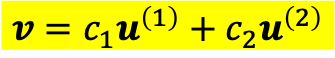 v = c₁u⁽¹⁾ + c₂u⁽²⁾